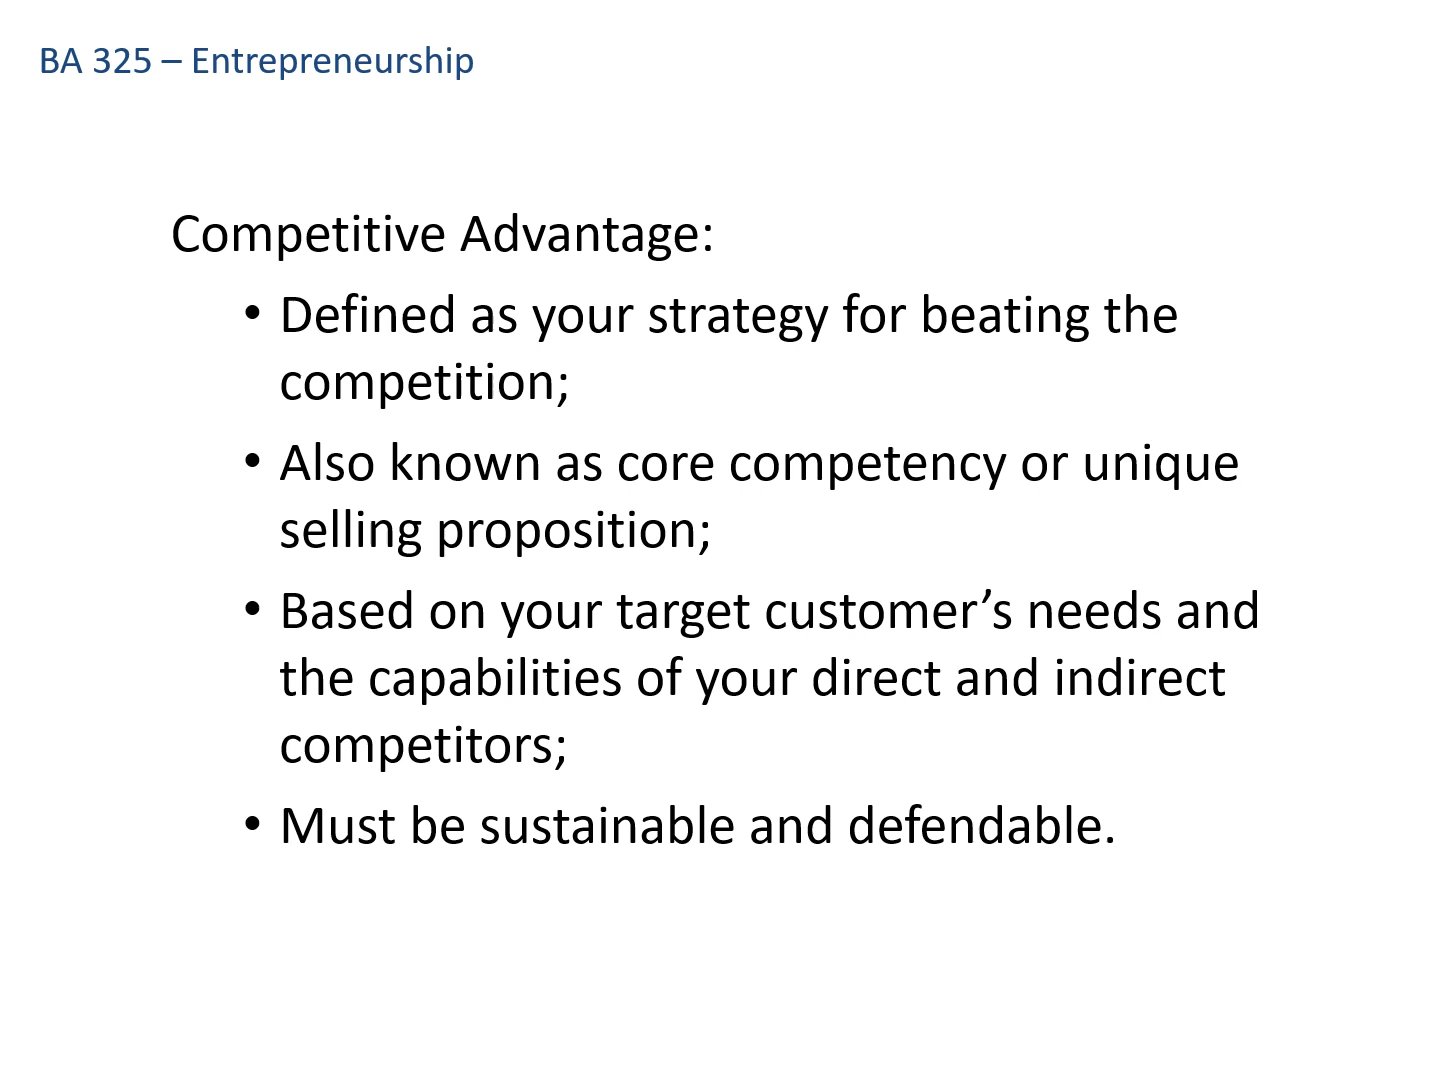 BA 325 – Entrepreneurship
Competitive Advantage:
• Defined as your strategy for beating the
competition;
• Also known as core competency or unique
selling proposition;
• Based on your target customer’s needs and
the capabilities of your direct and indirect
competitors;
• Must be sustainable and defendable.